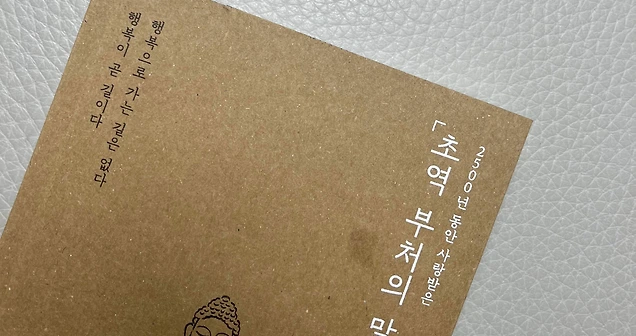 2500년 동안 사랑받은
「초역 부처의 말
행복으로 가는 길은 없다
행복이 곧 길이다